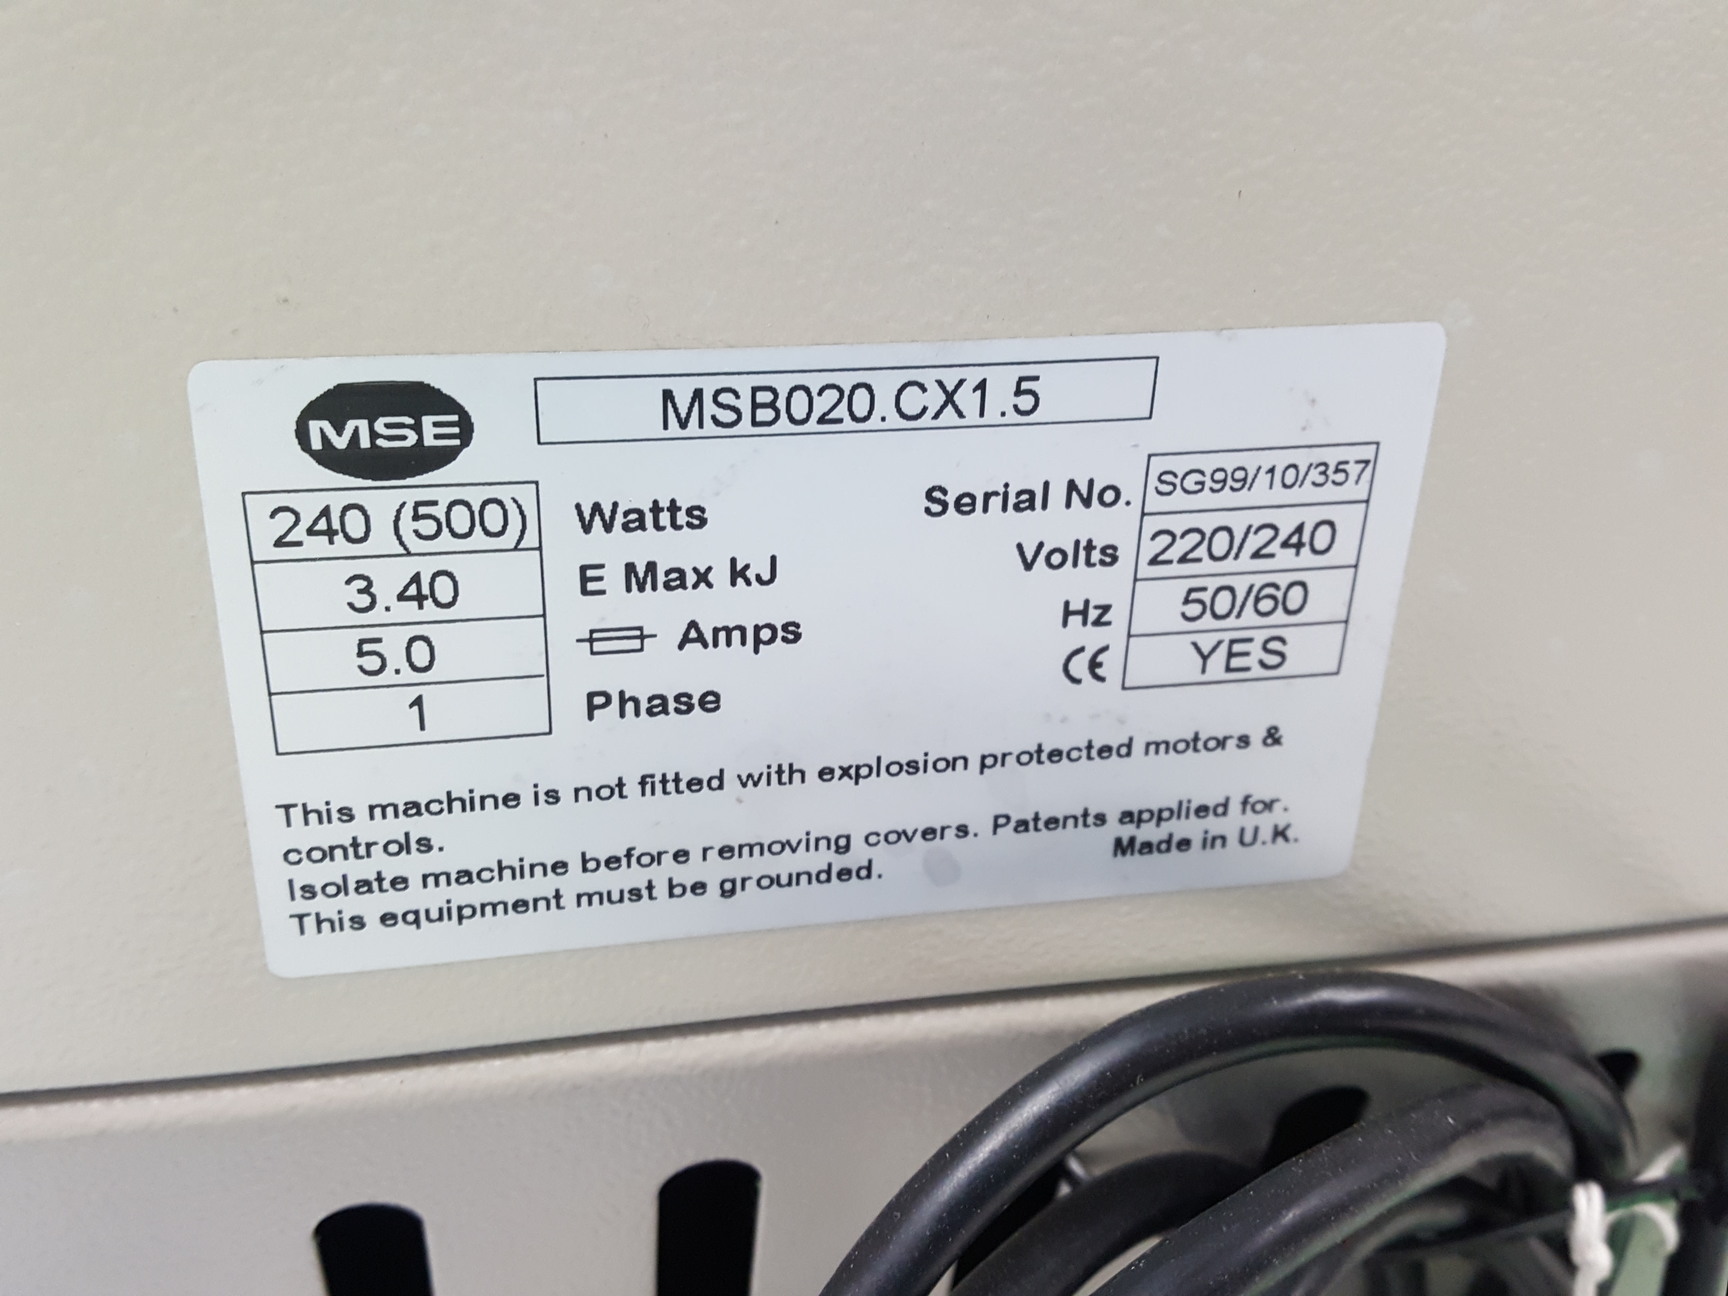 MSE MSB020.CX1.5
240 (500) Watts Serial No. SG99/10/357
3.40 E Max kJ Volts 220/240
5.0 Amps Hz 50/60
1 Phase CE YES
This machine is not fitted with explosion protected motors &
controls.
Isolate machine before removing covers. Patents applied for.
This equipment must be grounded. Made in U.K.